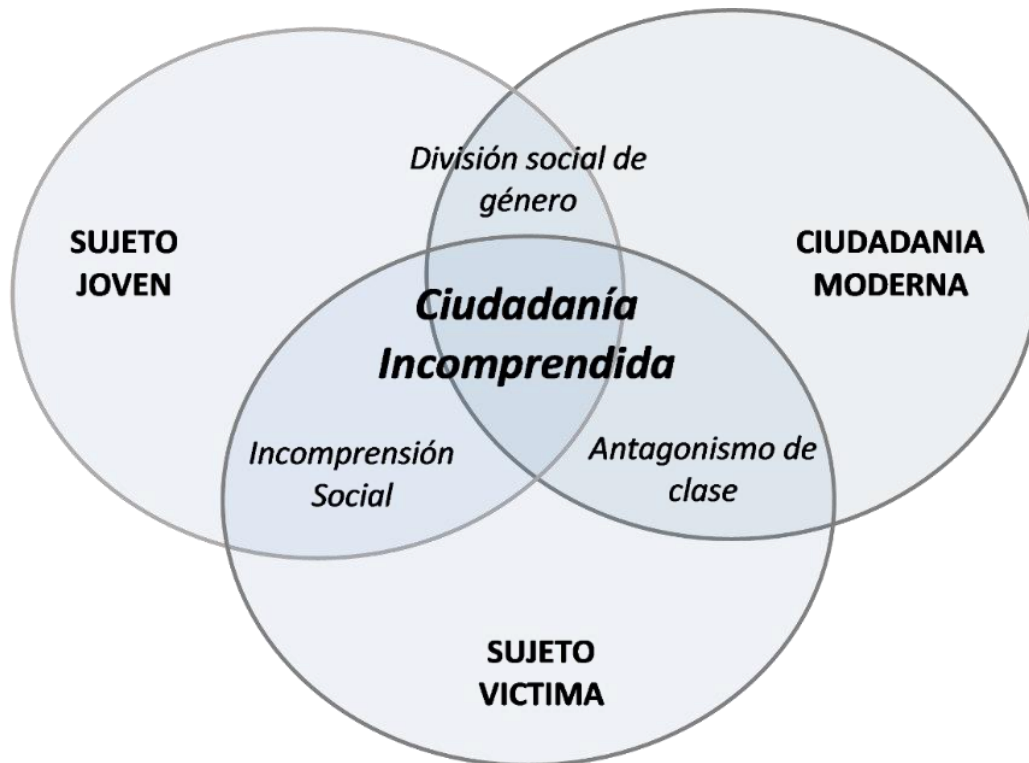 División social de
género
SUJETO
JOVEN
CIUDADANIA
MODERNA
Ciudadanía
Incomprendida
Incomprensión
Social
Antagonismo de
clase
SUJETO
VICTIMA